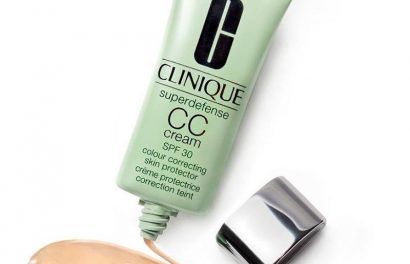 C
CLINIQUE
superdefense
CC
cream
SPF 30
colour correcting
skin protector
crème protectrice
correction teint